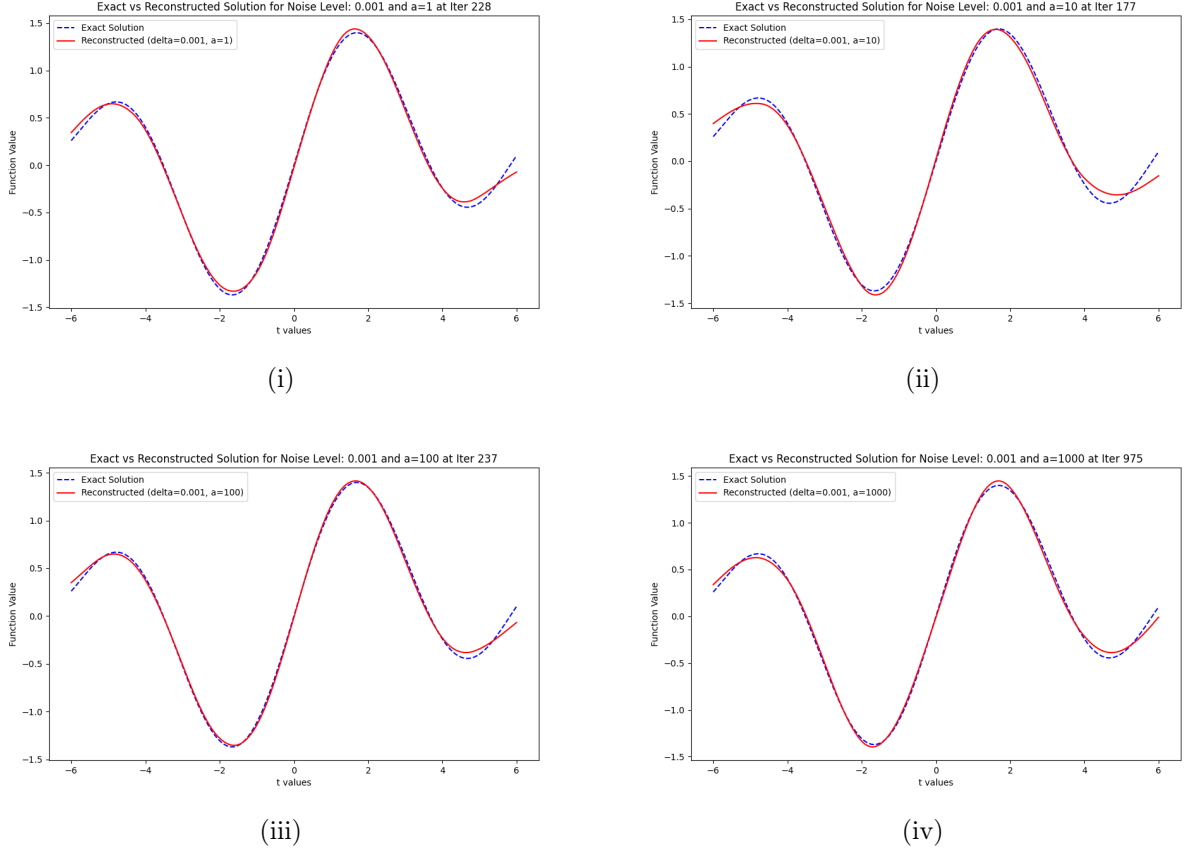 Exact vs Reconstructed Solution for Noise Level: 0.001 and a=1 at Iter 228
Exact Solution
Reconstructed (delta=0.001, a=1)
Function Value
1.5
1.0
0.5
0.0
−0.5
−1.0
−1.5
−6 −4 −2 0 2 4 6
t values
(i)
Exact vs Reconstructed Solution for Noise Level: 0.001 and a=10 at Iter 177
Exact Solution
Reconstructed (delta=0.001, a=10)
Function Value
1.5
1.0
0.5
0.0
−0.5
−1.0
−1.5
−6 −4 −2 0 2 4 6
t values
(ii)
Exact vs Reconstructed Solution for Noise Level: 0.001 and a=100 at Iter 237
Exact Solution
Reconstructed (delta=0.001, a=100)
Function Value
1.5
1.0
0.5
0.0
−0.5
−1.0
−1.5
−6 −4 −2 0 2 4 6
t values
(iii)
Exact vs Reconstructed Solution for Noise Level: 0.001 and a=1000 at Iter 975
Exact Solution
Reconstructed (delta=0.001, a=1000)
Function Value
1.5
1.0
0.5
0.0
−0.5
−1.0
−1.5
−6 −4 −2 0 2 4 6
t values
(iv)